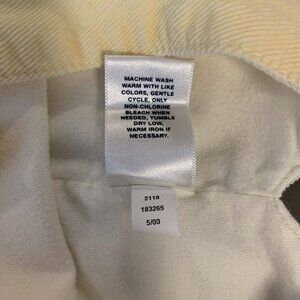 MACHINE WASH
WARM WITH LIKE
COLORS, GENTLE
CYCLE, ONLY
NON-CHLORINE
BLEACH WHEN
NEEDED, TUMBLE
DRY LOW,
WARM IRON IF
NECESSARY.
2118
183265
5/00